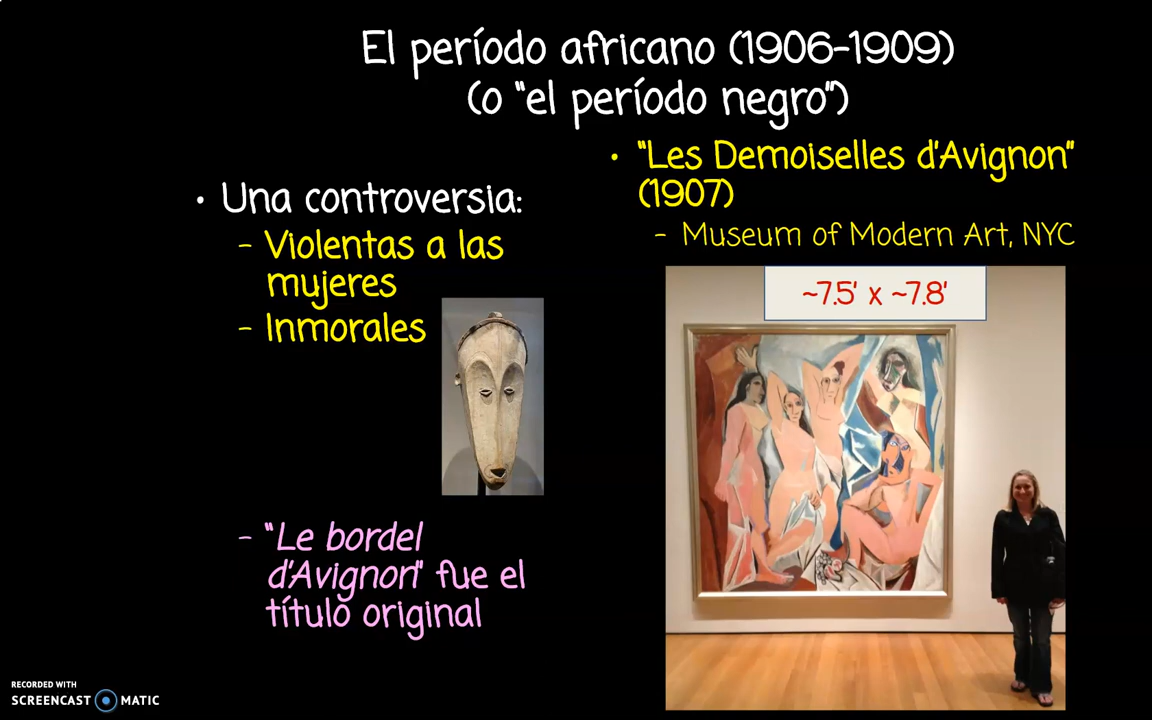 El período africano (1906-1909)
(o "el período negro")
• Una controversia:
– Violentas a las
mujeres
– Inmorales
– "Le bordel
d'Avignon" fue el
título original
• "Les Demoiselles d'Avignon"
(1907)
– Museum of Modern Art, NYC
~7.5' x ~7.8'
RECORDED WITH
SCREENCAST MATIC